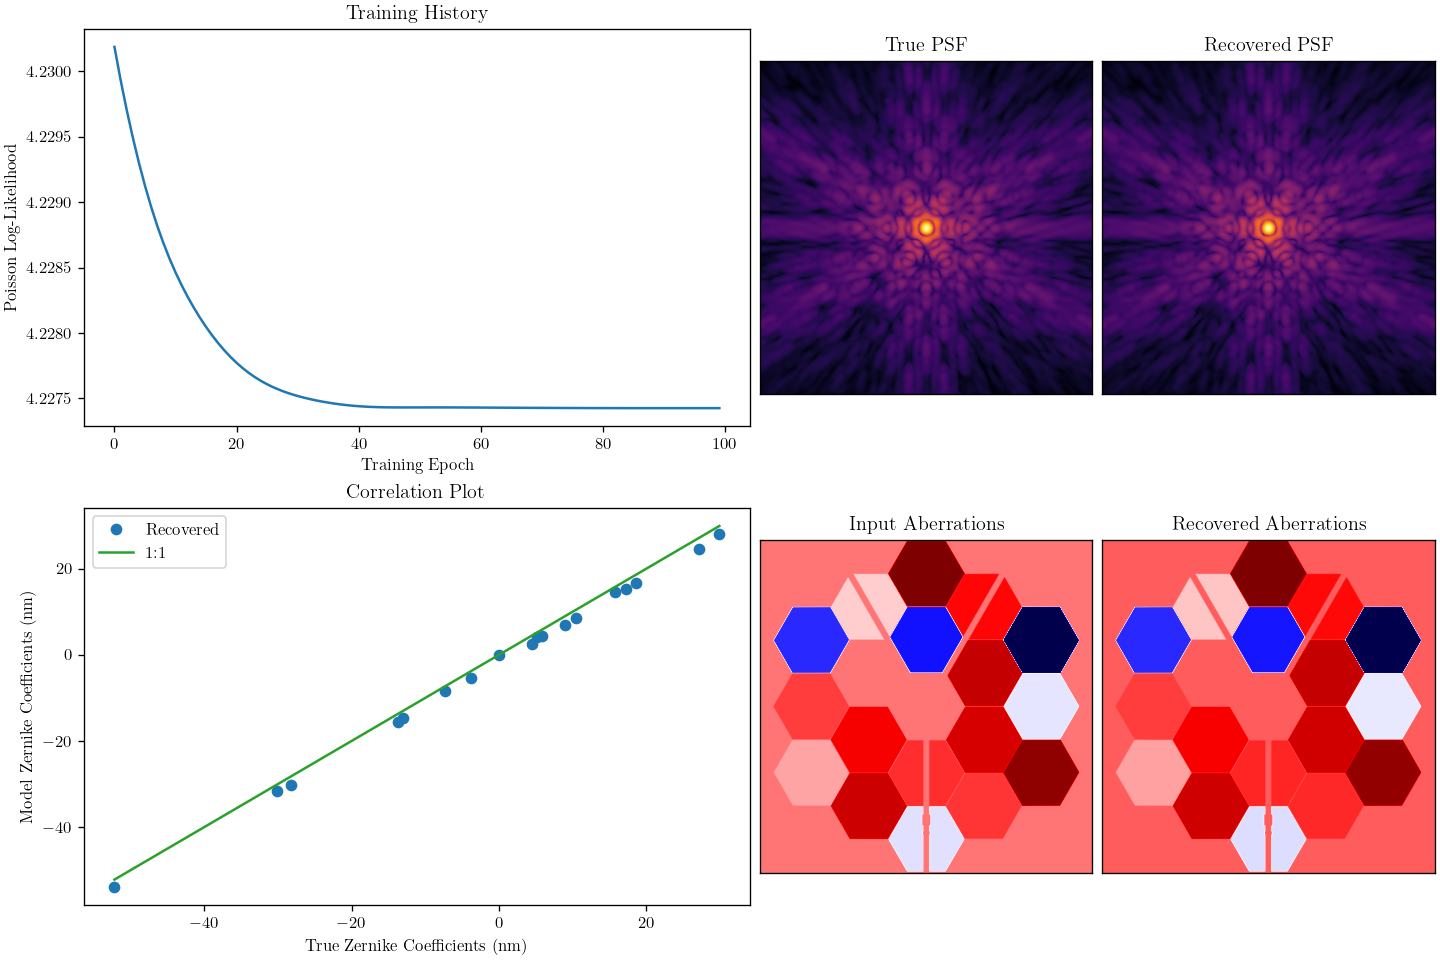 Training History
4.2300
4.2295
4.2290
4.2285
4.2280
4.2275
Poisson Log-Likelihood
0 20 40 60 80 100
Training Epoch
True PSF
Recovered PSF
Correlation Plot
Recovered
1:1
20
0
−20
−40
Model Zernike Coefficients (nm)
−40 −20 0 20
True Zernike Coefficients (nm)
Input Aberrations
Recovered Aberrations